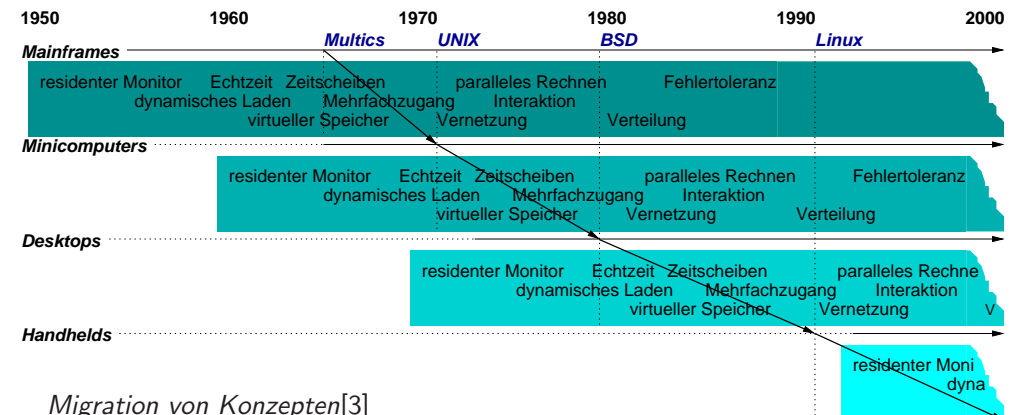 1950 1960 1970 1980 1990 2000
Multics UNIX BSD Linux
Mainframes
residenter Monitor Echtzeit Zeitscheiben paralleles Rechnen Fehlertoleranz
dynamisches Laden Mehrfachzugang Interaktion
virtueller Speicher Vernetzung Verteilung
Minicomputers
residenter Monitor Echtzeit Zeitscheiben paralleles Rechnen Fehlertoleranz
dynamisches Laden Mehrfachzugang Interaktion
virtueller Speicher Vernetzung Verteilung
Desktops
residenter Monitor Echtzeit Zeitscheiben paralleles Rechne
dynamisches Laden Mehrfachzugang Interaktion
virtueller Speicher Vernetzung V
Handhelds
residenter Moni
dyna
Migration von Konzepten[3]